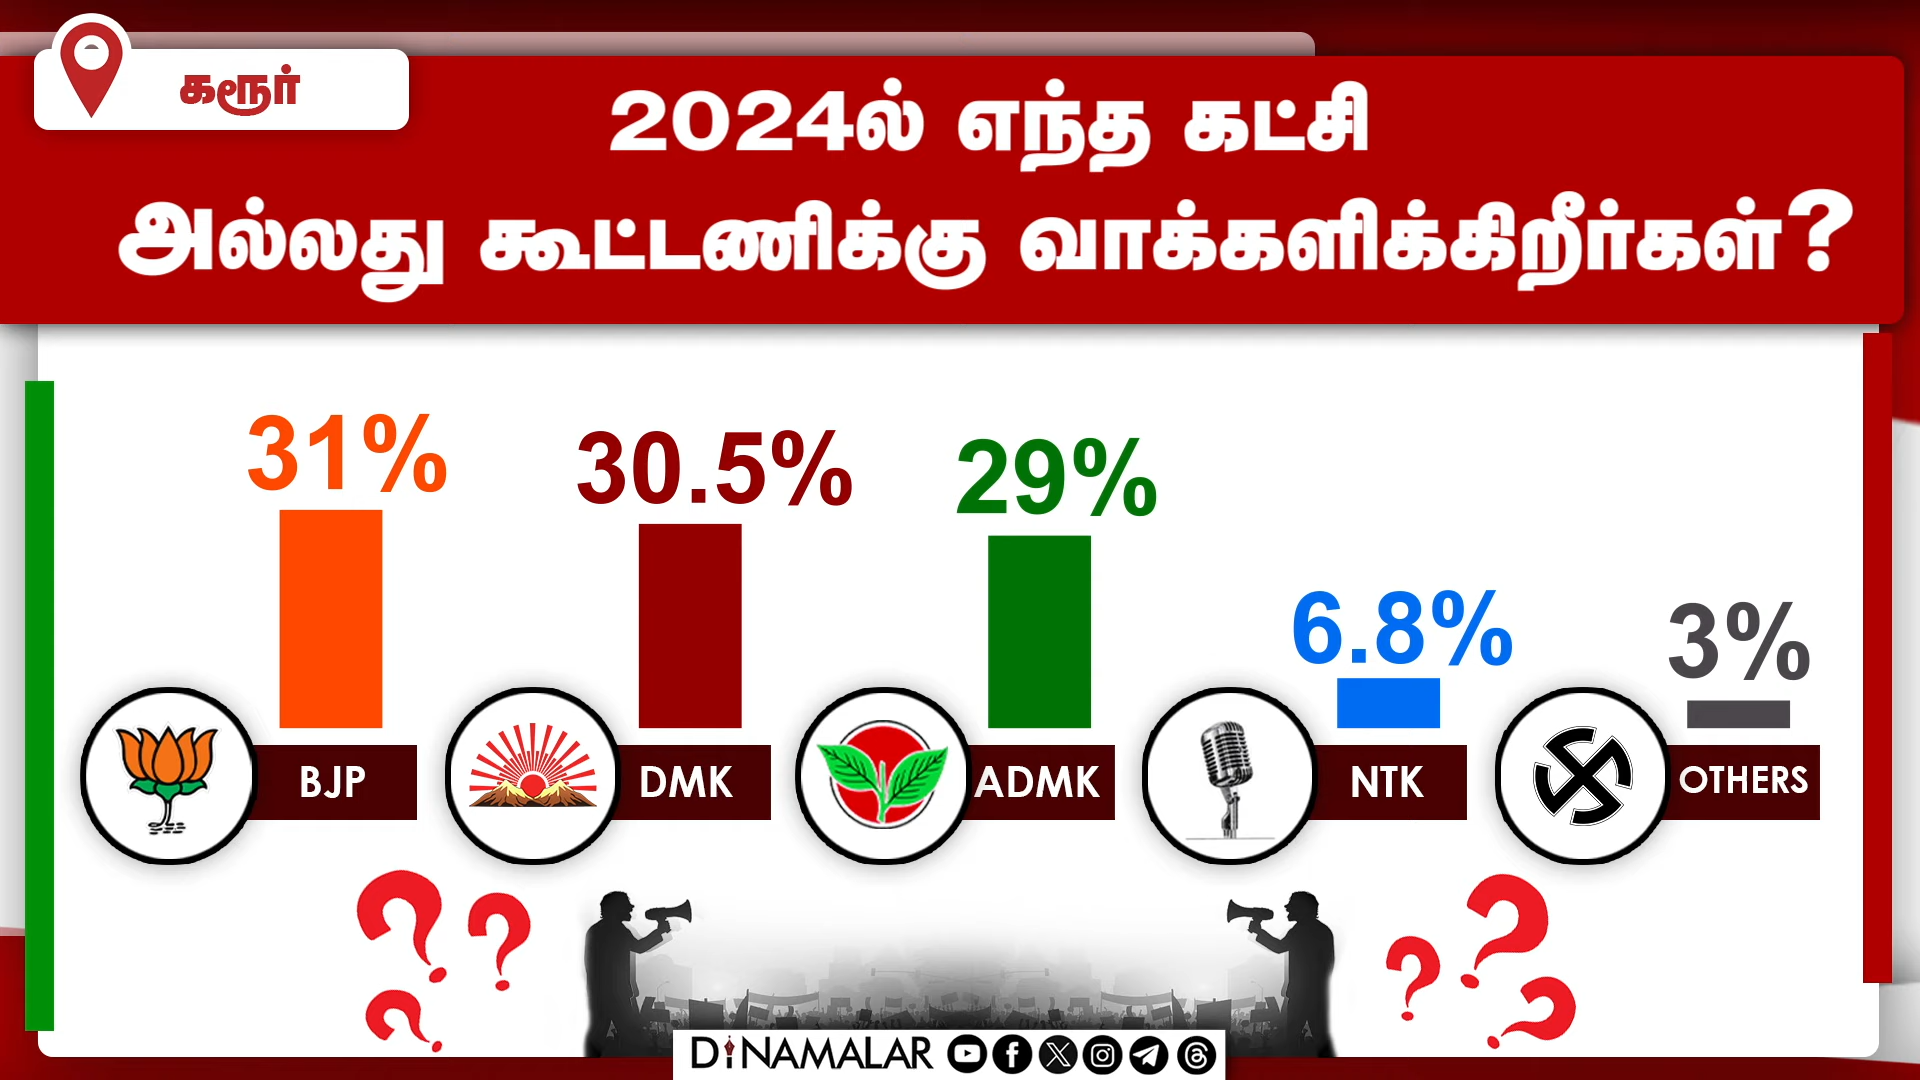 கரூர்
2024ல் எந்த கட்சி
அல்லது கூட்டணிக்கு வாக்களிக்கிறீர்கள்?
31%
30.5%
29%
6.8%
3%
BJP
DMK
ADMK
NTK
OTHERS
? ? ?
? ? ?
DINAMALAR